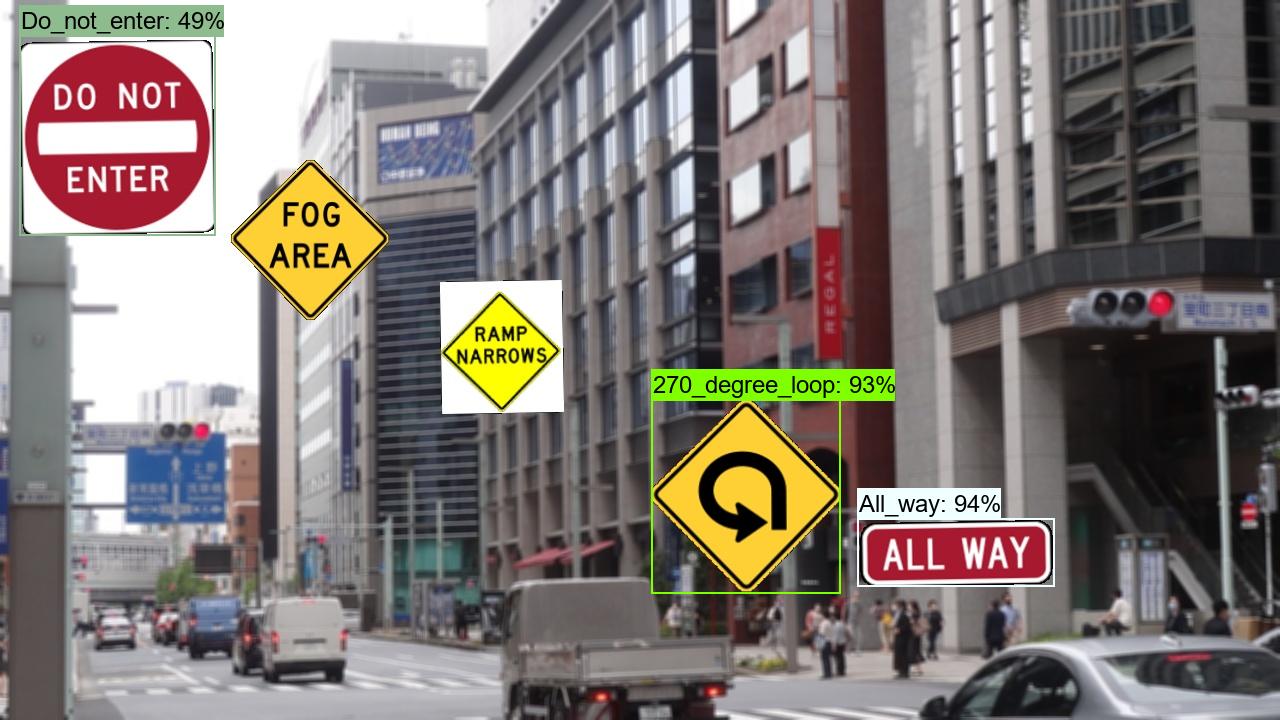 Do_not_enter: 49%
DO NOT
ENTER
FOG
AREA
RAMP
NARROWS
REGAL
270_degree_loop: 93%
All_way: 94%
ALL WAY